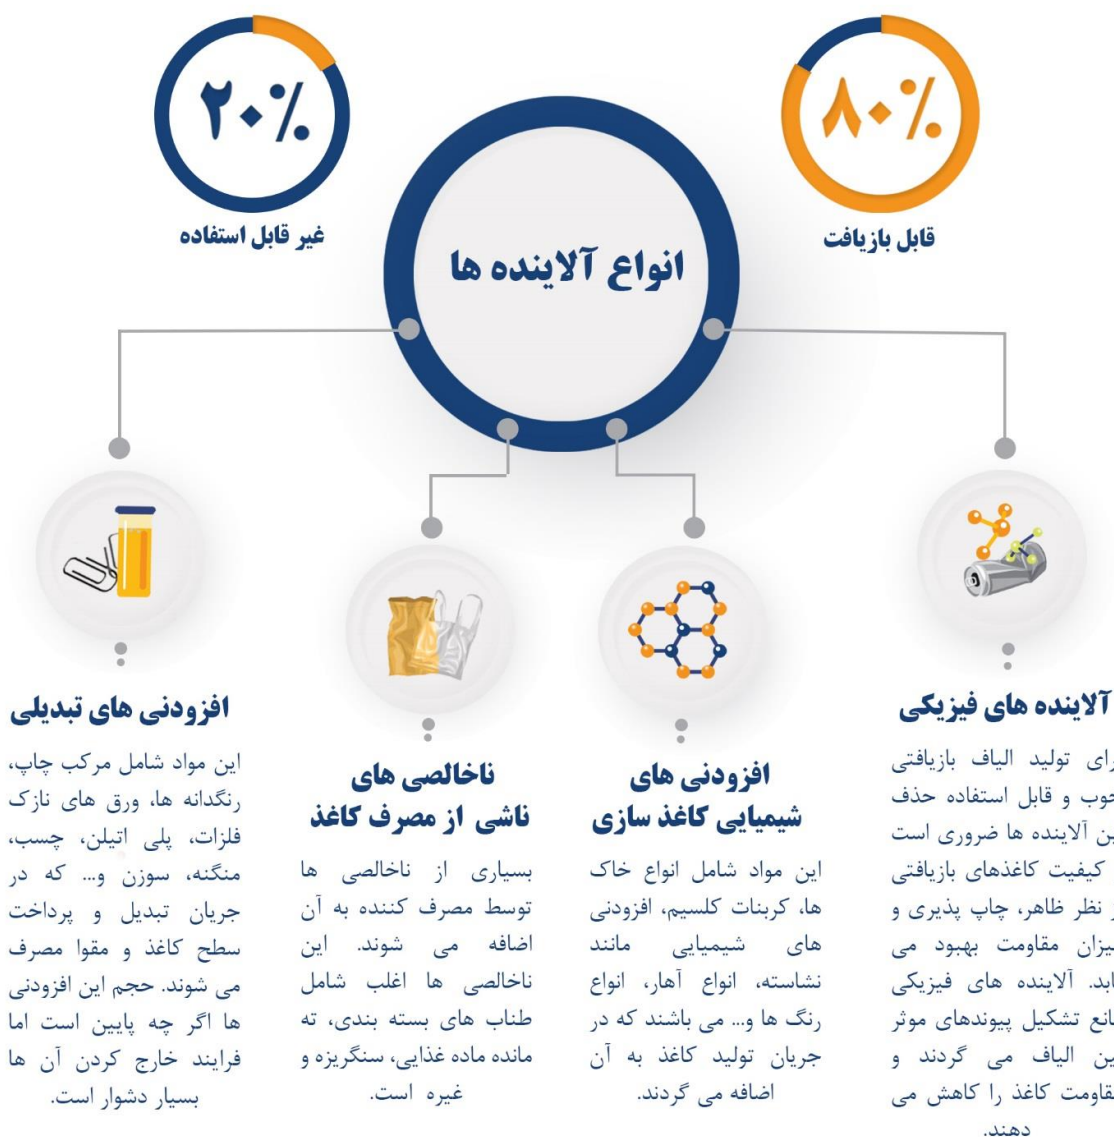 ۸۰%
قابل بازیافت
۲۰%
غیر قابل استفاده
انواع آلاینده ها
آلاینده های فیزیکی
رای تولید الیاف بازیافتی
خوب و قابل استفاده حذف
ین آلاینده ها ضروری است
کیفیت کاغذهای بازیافتی
ز نظر ظاهر، چاپ پذیری و
میزان مقاومت بهبود می
یابد. آلاینده های فیزیکی
مانع تشکیل پیوندهای موثر
بین الیاف می گردند و
مقاومت کاغذ را کاهش می
دهند.
افزودنی های
شیمیایی کاغذ سازی
این مواد شامل انواع خاک
ها، کربنات کلسیم، افزودنی
های شیمیایی مانند
نشاسته، انواع آهار، انواع
رنگ ها و... می باشند که در
جریان تولید کاغذ به آن
اضافه می گردند.
ناخالصی های
ناشی از مصرف کاغذ
بسیاری از ناخالصی ها
توسط مصرف کننده به آن
اضافه می شوند. این
ناخالصی ها اغلب شامل
طناب های بسته بندی، ته
مانده ماده غذایی، سنگریزه و
غیره است.
افزودنی های تبدیلی
این مواد شامل مرکب چاپ،
رنگدانه ها، ورق های نازک
فلزات، پلی اتیلن، چسب،
منگنه، سوزن و... که در
جریان تبدیل و پرداخت
سطح کاغذ و مقوا مصرف
می شوند. حجم این افزودنی
ها اگر چه پایین است اما
فرایند خارج کردن آن ها
بسیار دشوار است.